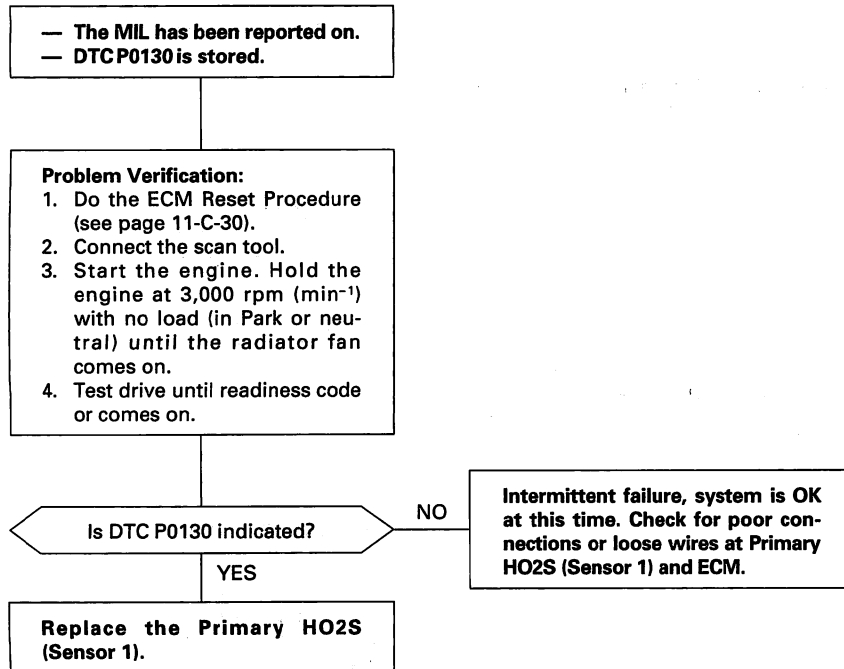 — The MIL has been reported on.
— DTC P0130 is stored.
Problem Verification:
1. Do the ECM Reset Procedure
(see page 11-C-30).
2. Connect the scan tool.
3. Start the engine. Hold the
engine at 3,000 rpm (min⁻¹)
with no load (in Park or neu-
tral) until the radiator fan
comes on.
4. Test drive until readiness code
or comes on.
Is DTC P0130 indicated?
NO
Intermittent failure, system is OK
at this time. Check for poor con-
nections or loose wires at Primary
HO2S (Sensor 1) and ECM.
YES
Replace the Primary HO2S
(Sensor 1).